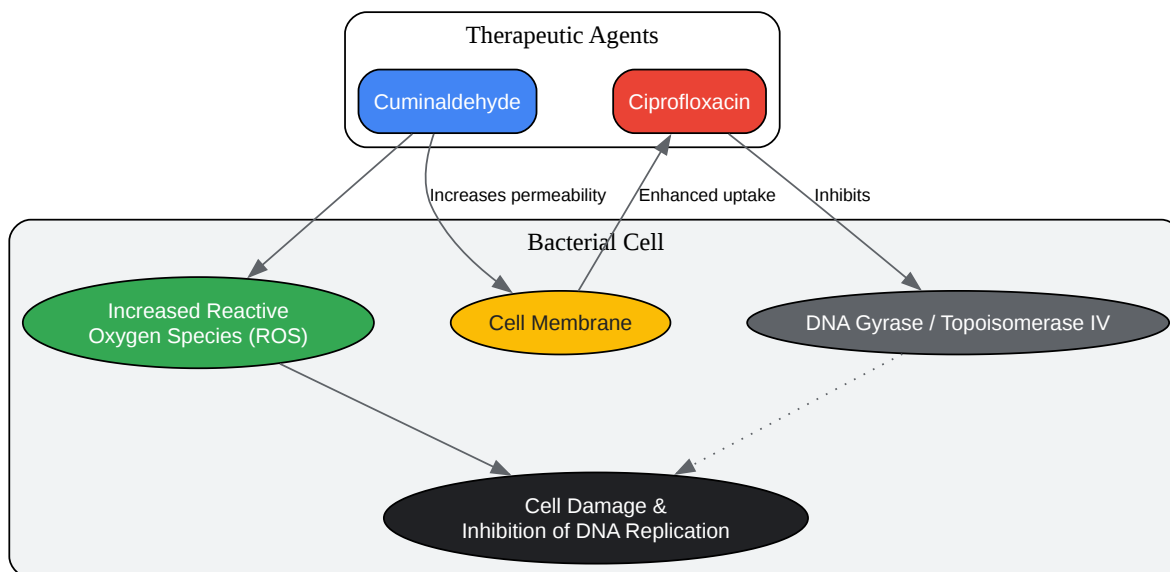 Therapeutic Agents
Cuminaldehyde
Ciprofloxacin
Increases permeability
Enhanced uptake
Inhibits
Bacterial Cell
Increased Reactive
Oxygen Species (ROS)
Cell Membrane
DNA Gyrase / Topoisomerase IV
Cell Damage &
Inhibition of DNA Replication